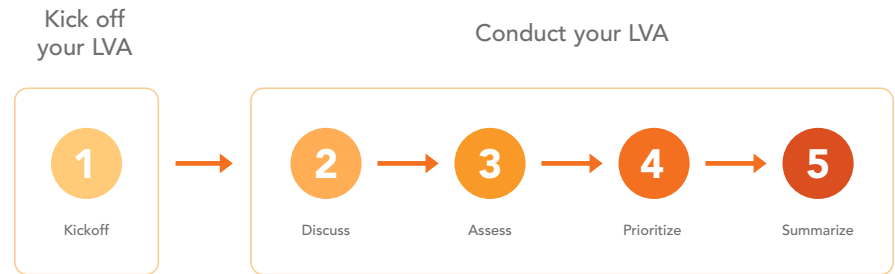 Kick off
your LVA
Conduct your LVA
1
2
3
4
5
Kickoff
Discuss
Assess
Prioritize
Summarize